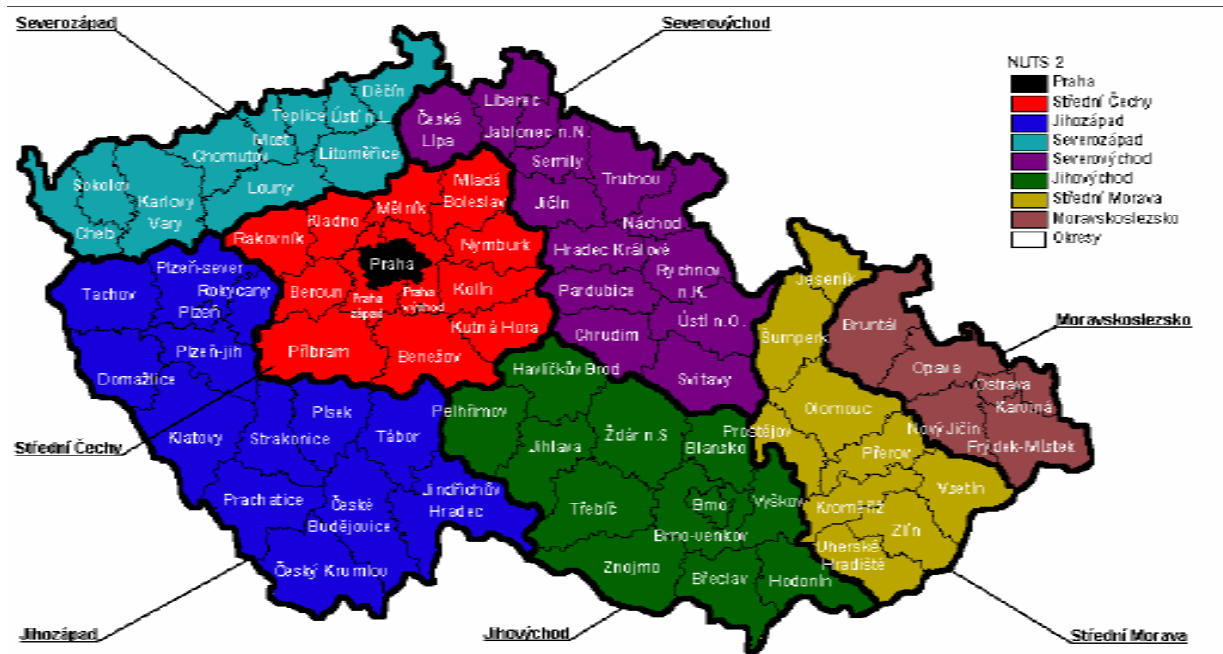 Severozápad
Severovýchod
NUTS 2
Praha
Střední Čechy
Jihozápad
Severozápad
Severovýchod
Jihovýchod
Střední Morava
Moravskoslezsko
Okresy
Děčín
Teplice
Ústí n.L.
Most
Chomutov
Litoměřice
Louny
Sokolov
Karlovy
Vary
Cheb
Česká
Lípa
Liberec
Jablonec n.N.
Semily
Trutnov
Jičín
Náchod
Hradec Králové
Rychnov
n.K.
Pardubice
Ústí n.O.
Chrudim
Svitavy
Mladá
Boleslav
Mělník
Kladno
Rakovník
Nymburk
Praha
Beroun
Praha
západ
Praha
východ
Kolín
Kutná Hora
Příbram
Benešov
Plzeň-sever
Tachov
Rokycany
Plzeň
Plzeň-jih
Domažlice
Klatovy
Písek
Strakonice
Tábor
Prachatice
České
Budějovice
Jindřichův
Hradec
Český Krumlov
Havlíčkův Brod
Pelhřimov
Jihlava
Žďár n.S
Blansko
Třebíč
Brno
Vyškov
Brno-venkov
Znojmo
Břeclav
Hodonín
Jeseník
Šumperk
Olomouc
Prostějov
Přerov
Vsetín
Kroměříž
Zlín
Uherské
Hradiště
Bruntál
Opava
Ostrava
Karviná
Nový Jičín
Frýdek-Místek
Moravskoslezsko
Střední Čechy
Jihozápad
Jihovýchod
Střední Morava